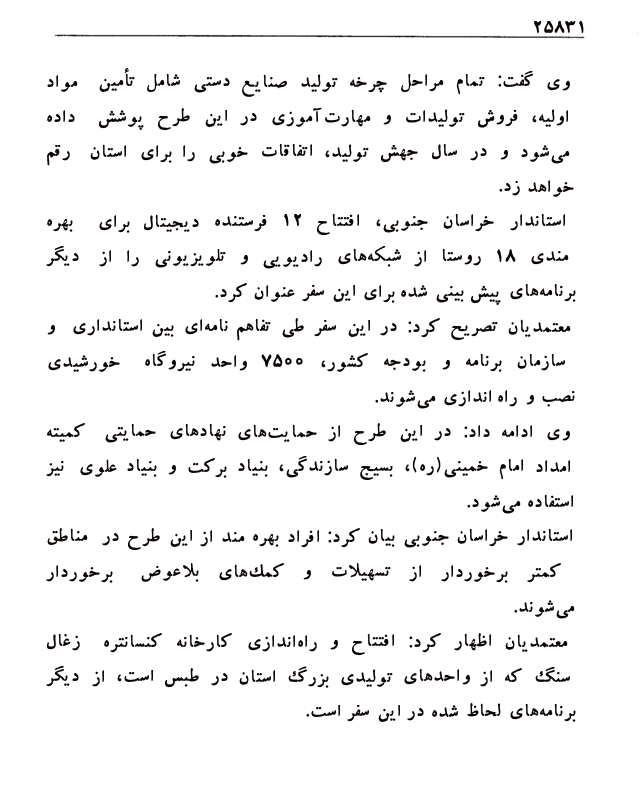 ۲۵۸۳۱
وی گفت: تمام مراحل چرخه تولید صنایع دستی شامل تأمین مواد
اولیه، فروش تولیدات و مهارت‌آموزی در این طرح پوشش داده
می‌شود و در سال جهش تولید، اتفاقات خوبی را برای استان رقم
خواهد زد.
استاندار خراسان جنوبی، افتتاح ۱۲ فرستنده دیجیتال برای بهره
مندی ۱۸ روستا از شبکه‌های رادیویی و تلویزیونی را از دیگر
برنامه‌های پیش بینی شده برای این سفر عنوان کرد.
معتمدیان تصریح کرد: در این سفر طی تفاهم نامه‌ای بین استانداری و
سازمان برنامه و بودجه کشور، ۷۵۰۰ واحد نیروگاه خورشیدی
نصب و راه اندازی می‌شوند.
وی ادامه داد: در این طرح از حمایت‌های نهادهای حمایتی کمیته
امداد امام خمینی(ره)، بسیج سازندگی، بنیاد برکت و بنیاد علوی نیز
استفاده می‌شود.
استاندار خراسان جنوبی بیان کرد: افراد بهره مند از این طرح در مناطق
کمتر برخوردار از تسهیلات و کمک‌های بلاعوض برخوردار
می‌شوند.
معتمدیان اظهار کرد: افتتاح و راه‌اندازی کارخانه کنسانتره زغال
سنگ که از واحدهای تولیدی بزرگ استان در طبس است، از دیگر
برنامه‌های لحاظ شده در این سفر است.